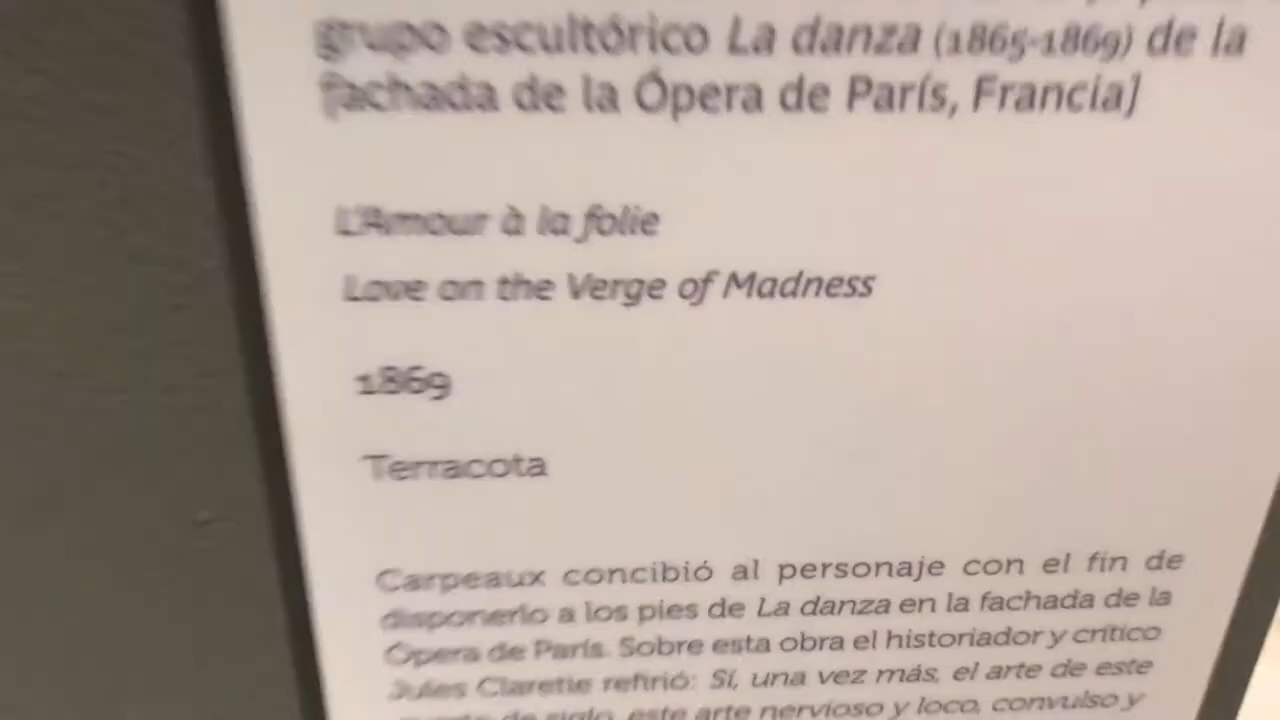 grupo escultórico La danza (1865-1869) de la
fachada de la Ópera de París, Francia]
L'Amour à la folie
Love on the Verge of Madness
1869
Terracota
Carpeaux concibió al personaje con el fin de
disponerlo a los pies de La danza en la fachada de la
Ópera de París. Sobre esta obra el historiador y crítico
Jules Claretie refirió: Sí, una vez más, el arte de este
de siglo, este arte nervioso y loco, convulso y